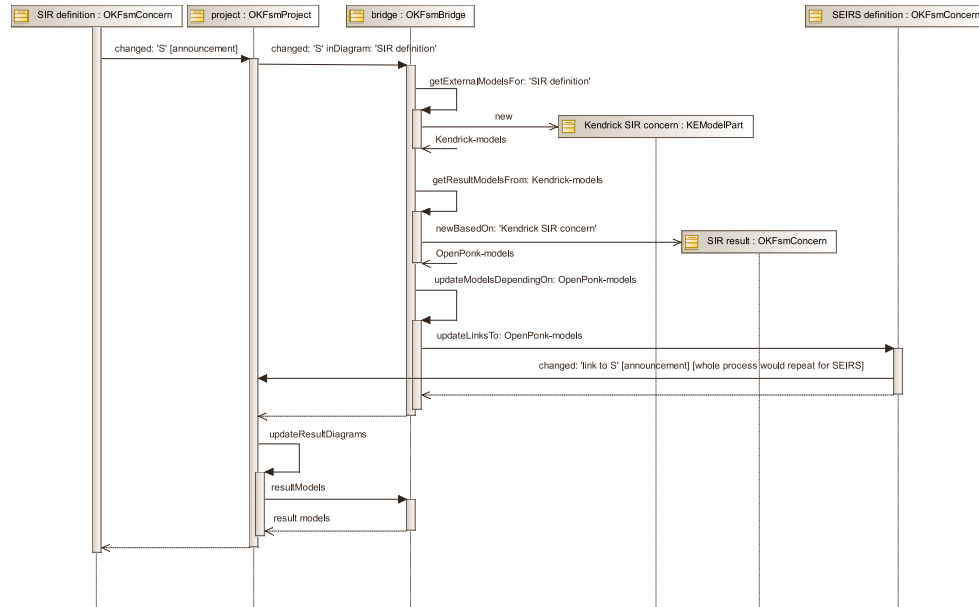 SIR definition : OKFsmConcern
project : OKFsmProject
bridge : OKFsmBridge
SEIRS definition : OKFsmConcern
changed: 'S' [announcement]
changed: 'S' inDiagram: 'SIR definition'
getExternalModelsFor: 'SIR definition'
new
Kendrick SIR concern : KEModelPart
Kendrick-models
getResultModelsFrom: Kendrick-models
newBasedOn: 'Kendrick SIR concern'
SIR result : OKFsmConcern
OpenPonk-models
updateModelsDependingOn: OpenPonk-models
updateLinksTo: OpenPonk-models
changed: 'link to S' [announcement] [whole process would repeat for SEIRS]
updateResultDiagrams
resultModels
result models